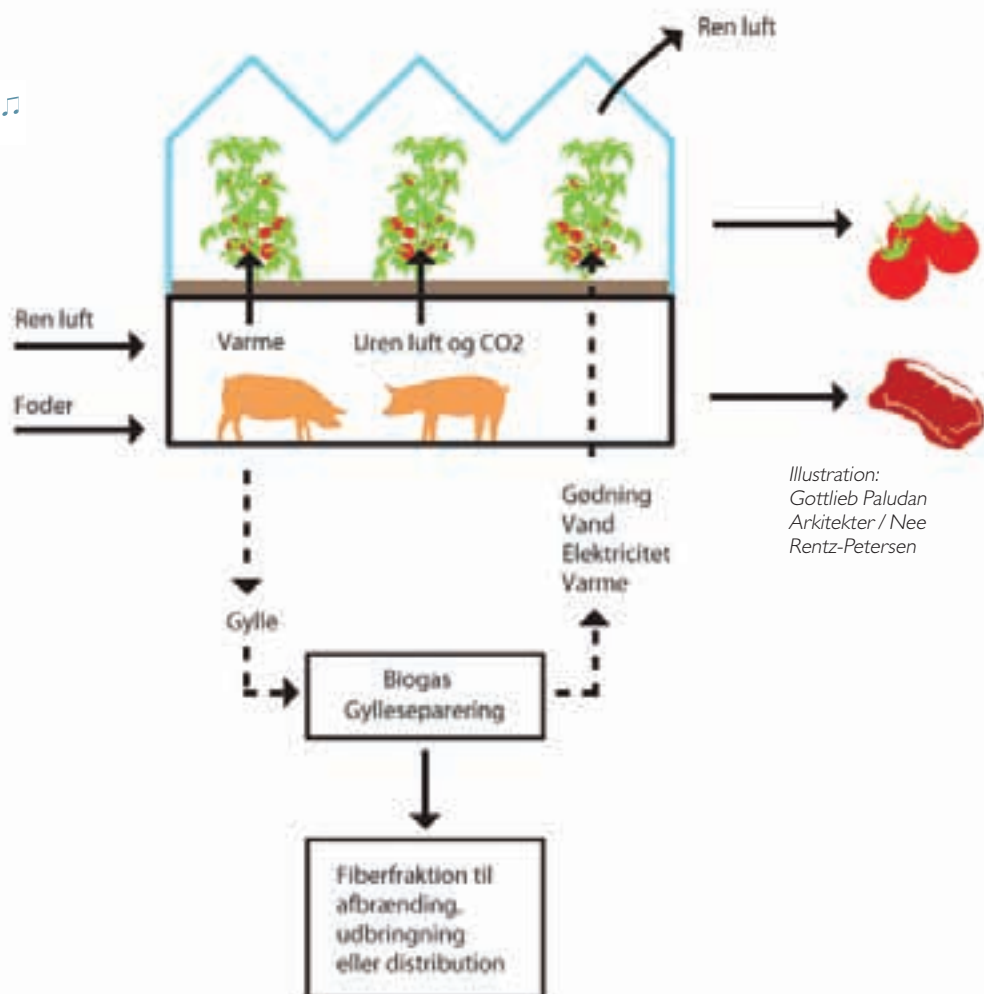 Ren luft
Ren luft
Varme
Uren luft og CO2
Foder
Illustration:
Gottlieb Paludan
Arkitekter / Nee
Rentz-Petersen
Gødning
Vand
Elektricitet
Varme
Gylle
Biogas
Gylleseparering
Fiberfraktion til
afbrænding,
udbringning
eller distribution